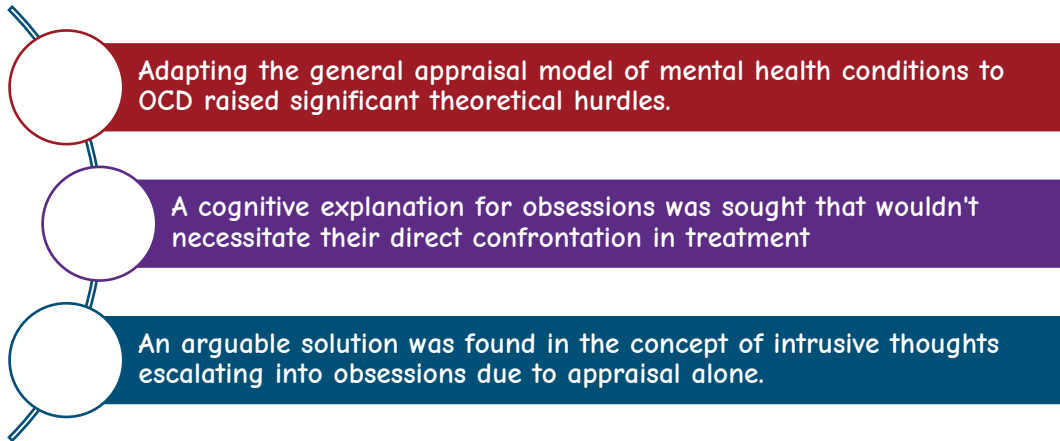 Adapting the general appraisal model of mental health conditions to
OCD raised significant theoretical hurdles.
A cognitive explanation for obsessions was sought that wouldn't
necessitate their direct confrontation in treatment
An arguable solution was found in the concept of intrusive thoughts
escalating into obsessions due to appraisal alone.